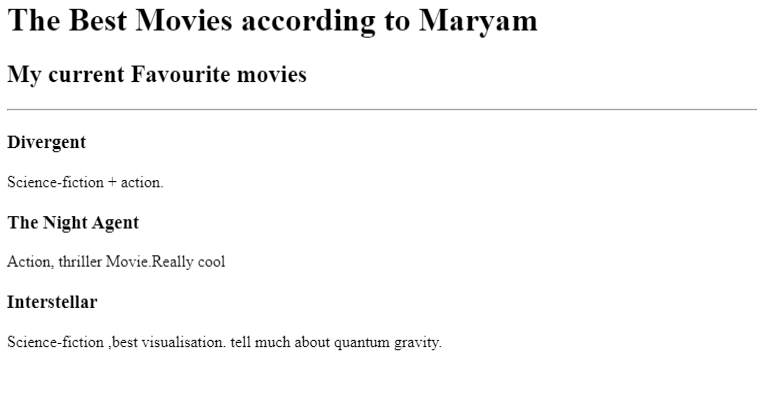 The Best Movies according to Maryam
My current Favourite movies
Divergent
Science-fiction + action.
The Night Agent
Action, thriller Movie.Really cool
Interstellar
Science-fiction ,best visualisation. tell much about quantum gravity.